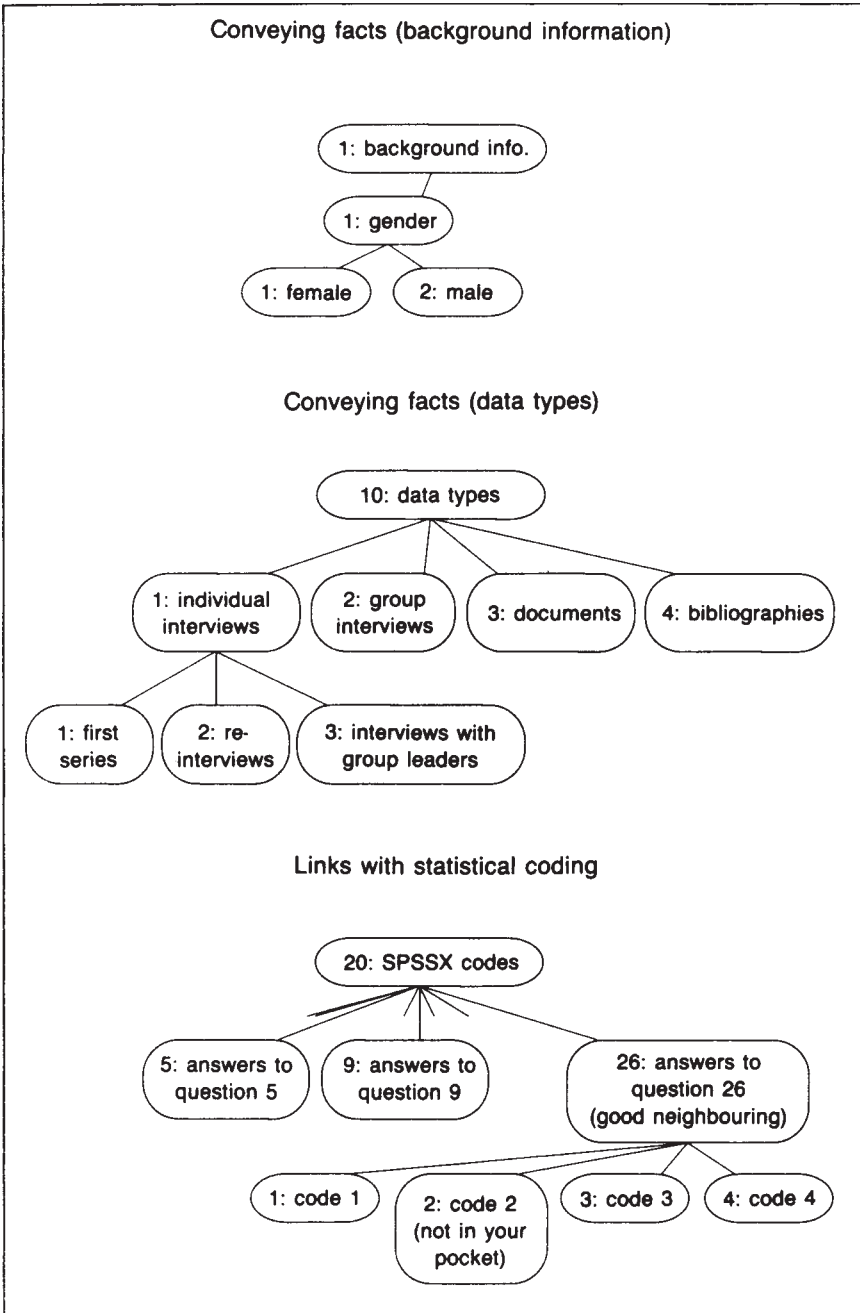 Conveying facts (background information)
1: background info.
1: gender
1: female
2: male
Conveying facts (data types)
10: data types
1: individual
interviews
2: group
interviews
3: documents
4: bibliographies
1: first
series
2: re-
interviews
3: interviews with
group leaders
Links with statistical coding
20: SPSSX codes
5: answers to
question 5
9: answers to
question 9
26: answers to
question 26
(good neighbouring)
1: code 1
2: code 2
(not in your
pocket)
3: code 3
4: code 4